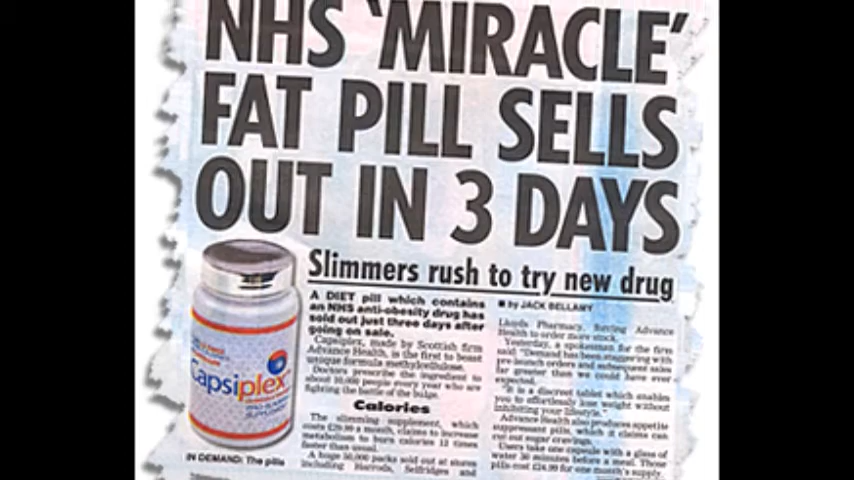 NHS 'MIRACLE'
FAT PILL SELLS
OUT IN 3 DAYS
Slimmers rush to try new drug
A DIET pill which contains
an NHS anti-obesity drug has
sold out just three days after
going on sale.
Capsiplex, made by Scottish firm
Advance Health, is the first to boast
unique formula methylcellulose.
Doctors prescribe the ingredient to
about 10,000 people every year who are
fighting the battle of the bulge.
Calories
The slimming supplement, which
costs £29.99 a month, claims to increase
metabolism to burn calories 12 times
faster than usual.
A huge 50,000 packs sold out at stores
including Harrods, Selfridges and
■ by JACK BELLAMY
Lloyds Pharmacy, forcing Advance
Health to order more stock.
Yesterday, a spokesman for the firm
said: "Demand has been staggering with
pre-launch orders and subsequent sales
far greater than we could have ever
expected.
"It is a discreet tablet which enables
you to effortlessly lose weight without
inhibiting your lifestyle."
Advance Health also produces appetite
suppressant pills, which it claims can
cut out sugar cravings.
Users take one capsule with a glass of
water 30 minutes before a meal. Those
pills cost £24.99 for one month's supply.
Capsiplex
SUPPLEMENT
IN DEMAND: The pills